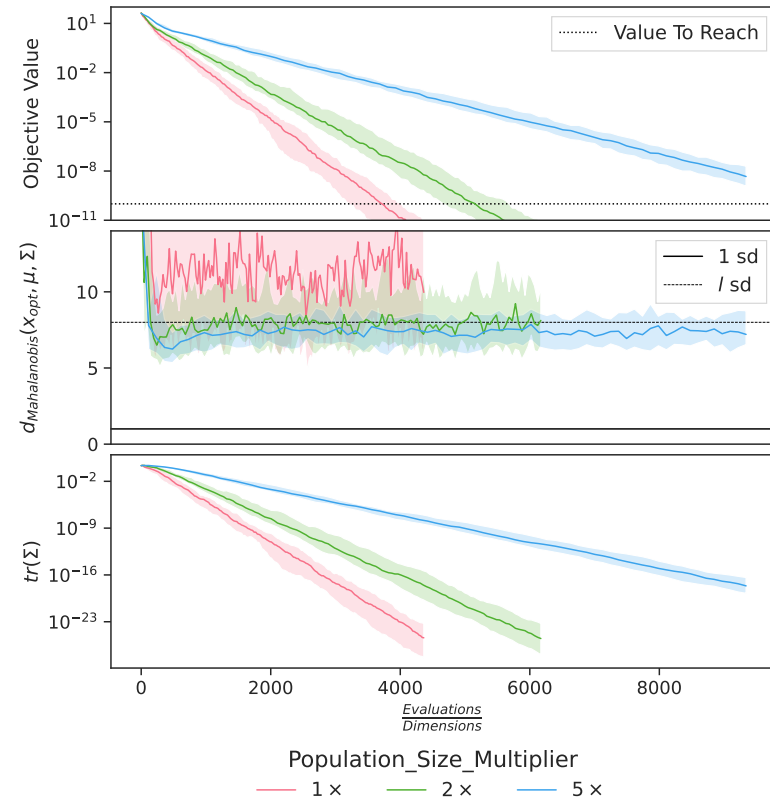 Objective Value
10¹
10⁻²
10⁻⁵
10⁻⁸
10⁻¹¹
Value To Reach
d_Mahalanobis(x_opt, μ, Σ)
10
5
0
1 sd
l sd
tr(Σ)
10⁻²
10⁻⁹
10⁻¹⁶
10⁻²³
0 2000 4000 6000 8000
Evaluations
Dimensions
Population_Size_Multiplier
1 × 2 × 5 ×